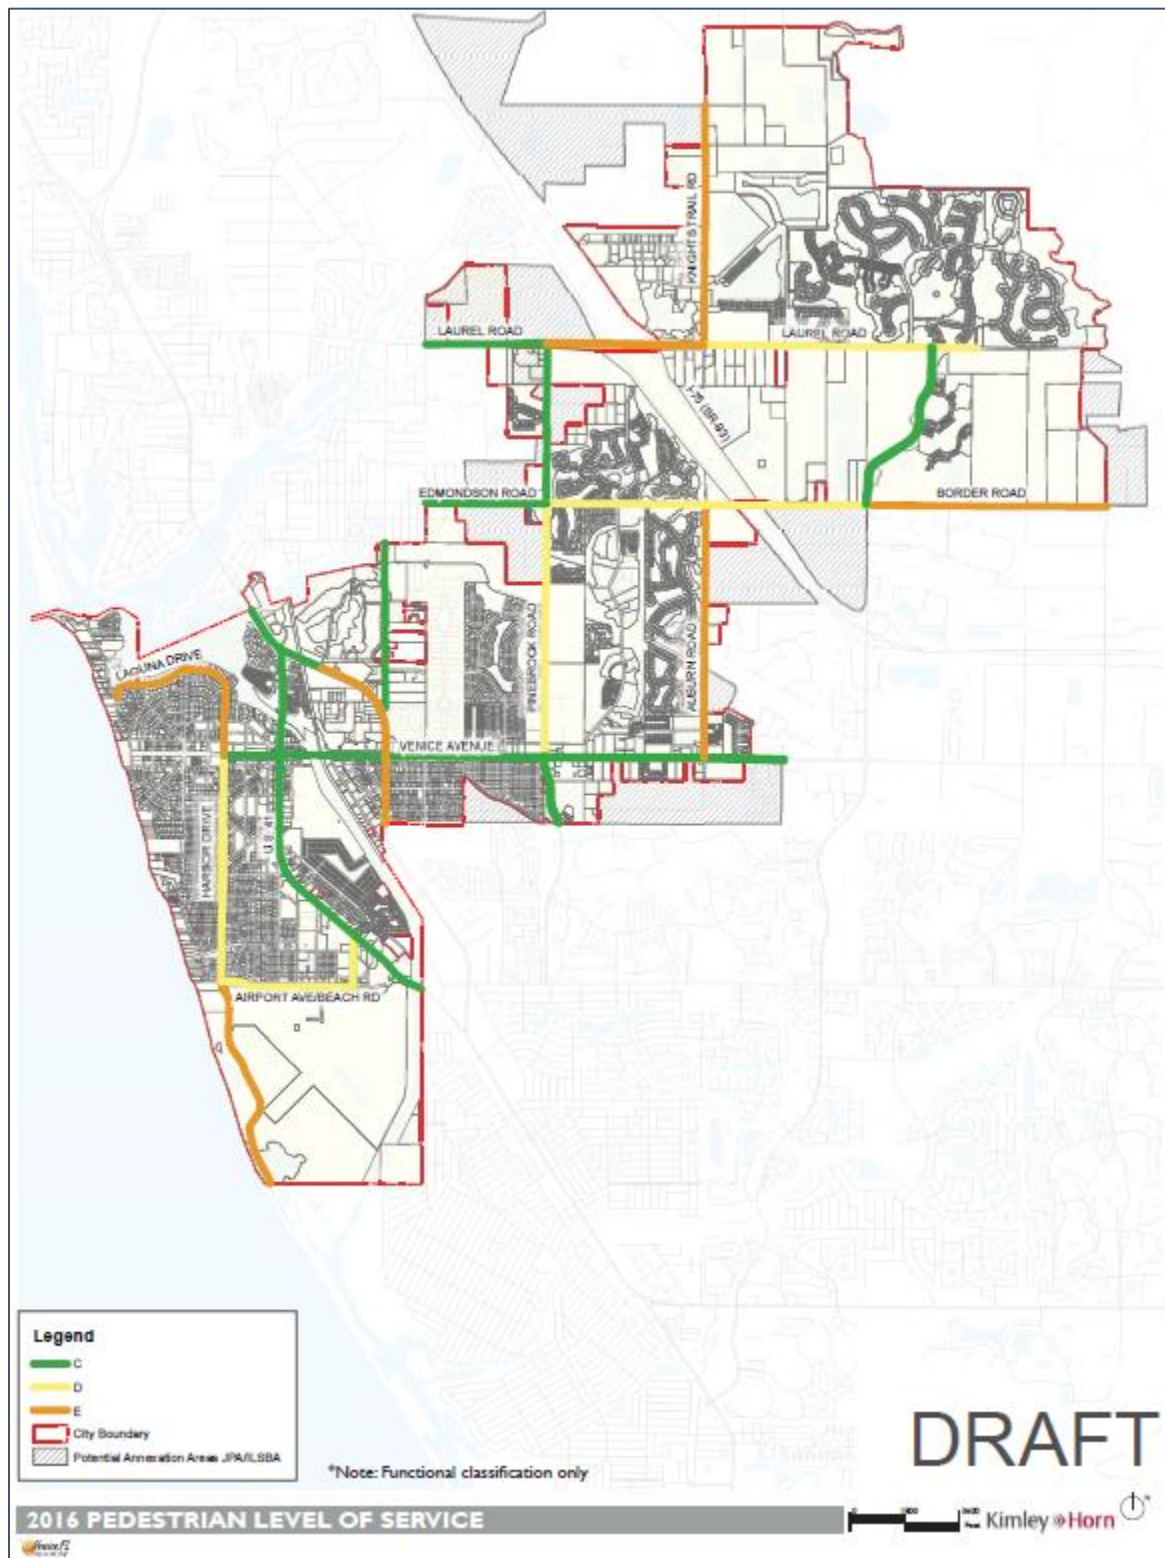 KNIGHTS TRAIL RD
LAUREL ROAD
LAUREL ROAD
I-75 (SR-93)
EDMONDSON ROAD
BORDER ROAD
LAGUNA DRIVE
PINEBROOK ROAD
AUBURN ROAD
VENICE AVENUE
HARBOR DRIVE
U.S. 41
AIRPORT AVE/BEACH RD
Legend
C
D
E
City Boundary
Potential Annexation Areas JPA/ILSBA
*Note: Functional classification only
DRAFT
2016 PEDESTRIAN LEVEL OF SERVICE
0
Feet
Kimley»Horn
N